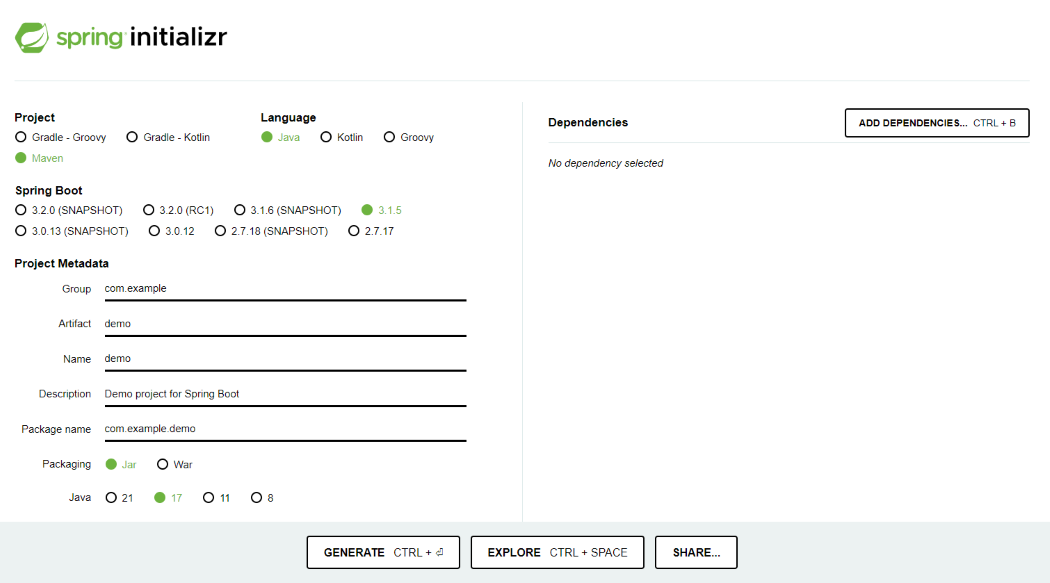 spring initializr
Project
Gradle - Groovy Gradle - Kotlin
Maven
Language
Java Kotlin Groovy
Spring Boot
3.2.0 (SNAPSHOT) 3.2.0 (RC1) 3.1.6 (SNAPSHOT) 3.1.5
3.0.13 (SNAPSHOT) 3.0.12 2.7.18 (SNAPSHOT) 2.7.17
Project Metadata
Group com.example
Artifact demo
Name demo
Description Demo project for Spring Boot
Package name com.example.demo
Packaging Jar War
Java 21 17 11 8
Dependencies
ADD DEPENDENCIES... CTRL + B
No dependency selected
GENERATE CTRL + ⏎
EXPLORE CTRL + SPACE
SHARE...